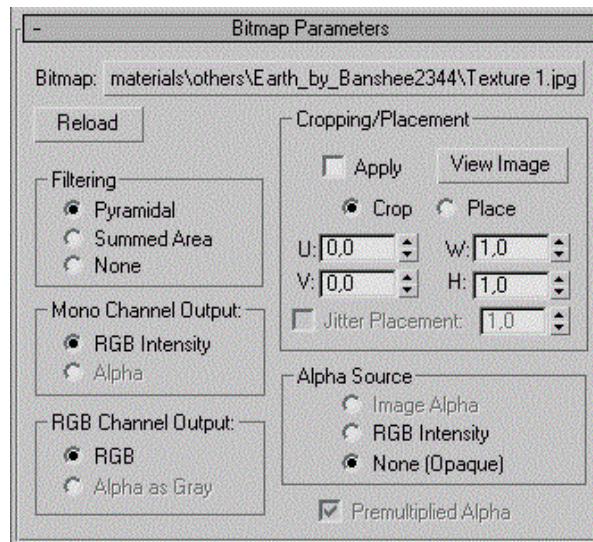 - Bitmap Parameters
Bitmap: materials\others\Earth_by_Banshee2344\Texture 1.jpg
Reload
Filtering
Pyramidal
Summed Area
None
Mono Channel Output:
RGB Intensity
Alpha
RGB Channel Output:
RGB
Alpha as Gray
Cropping/Placement
Apply View Image
Crop Place
U: 0,0 W: 1,0
V: 0,0 H: 1,0
Jitter Placement: 1,0
Alpha Source
Image Alpha
RGB Intensity
None (Opaque)
Premultiplied Alpha